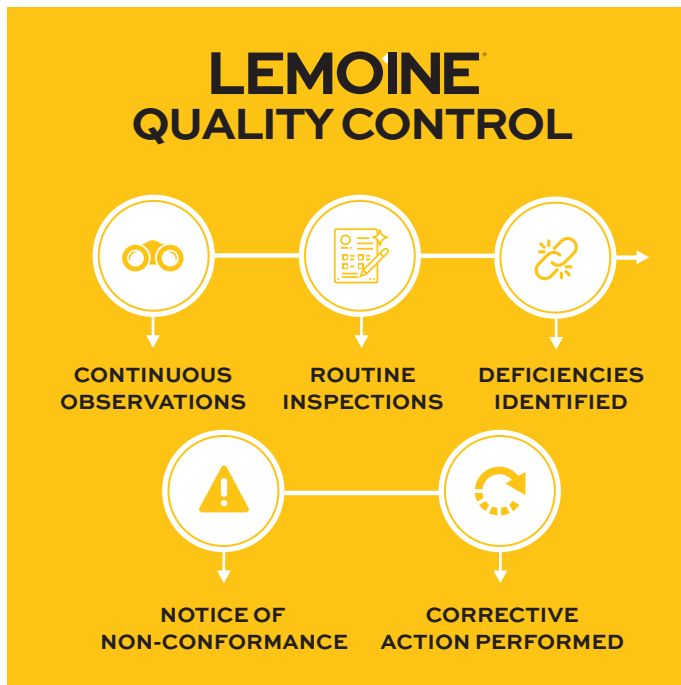 LEMOINE
QUALITY CONTROL
CONTINUOUS
OBSERVATIONS
ROUTINE
INSPECTIONS
DEFICIENCIES
IDENTIFIED
NOTICE OF
NON-CONFORMANCE
CORRECTIVE
ACTION PERFORMED